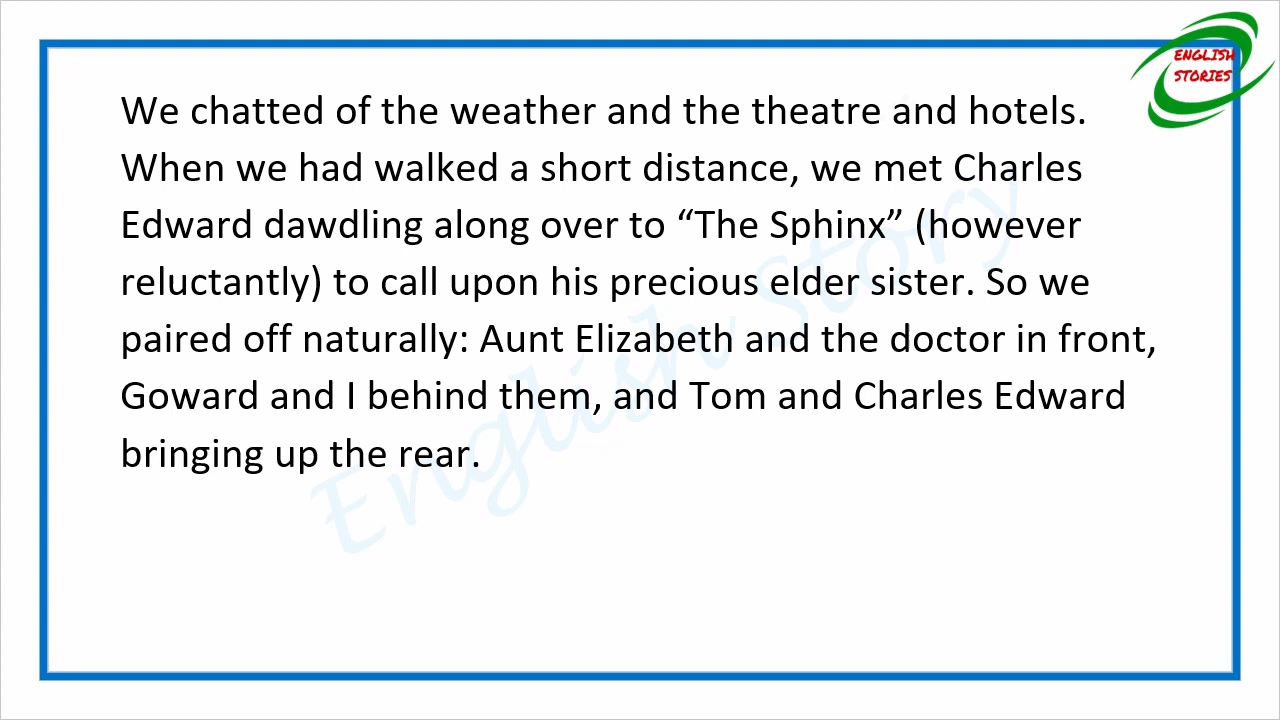 ENGLISH
STORIES
We chatted of the weather and the theatre and hotels.
When we had walked a short distance, we met Charles
Edward dawdling along over to “The Sphinx” (however
reluctantly) to call upon his precious elder sister. So we
paired off naturally: Aunt Elizabeth and the doctor in front,
Goward and I behind them, and Tom and Charles Edward
bringing up the rear.
English Story